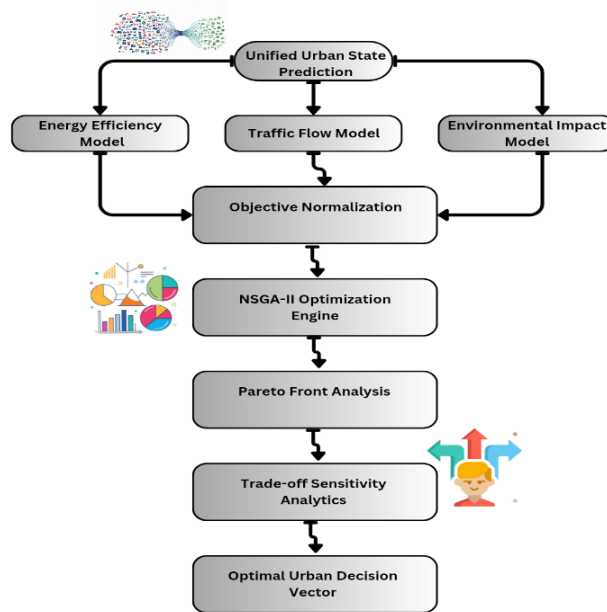 Unified Urban State
Prediction
Energy Efficiency
Model
Traffic Flow Model
Environmental Impact
Model
Objective Normalization
NSGA-II Optimization
Engine
Pareto Front Analysis
Trade-off Sensitivity
Analytics
Optimal Urban Decision
Vector